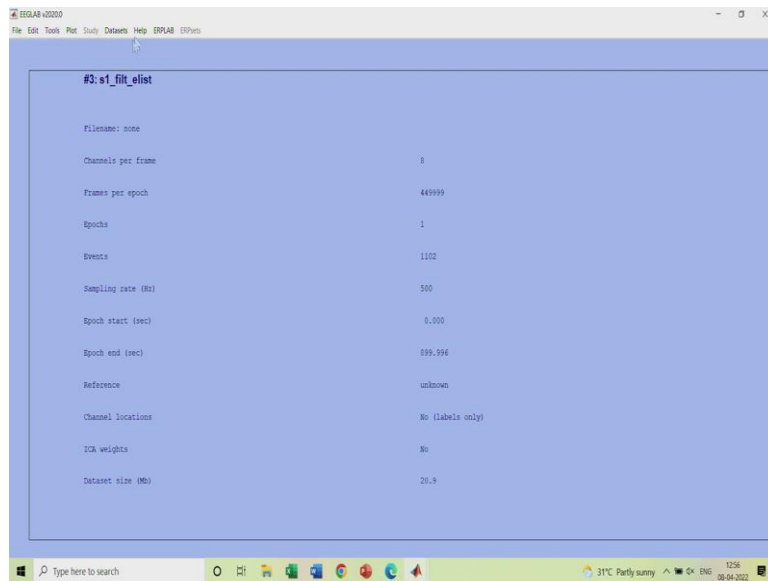 EEGLAB v2020.0
File Edit Tools Plot Study Datasets Help ERPLAB ERPsets
#3: s1_filt_elist
Filename: none
Channels per frame 8
Frames per epoch 449999
Epochs 1
Events 1102
Sampling rate (Hz) 500
Epoch start (sec) 0.000
Epoch end (sec) 899.996
Reference unknown
Channel locations No (labels only)
ICA weights No
Dataset size (Mb) 20.9
Type here to search 31°C Partly sunny ENG 12:56
08-04-2022